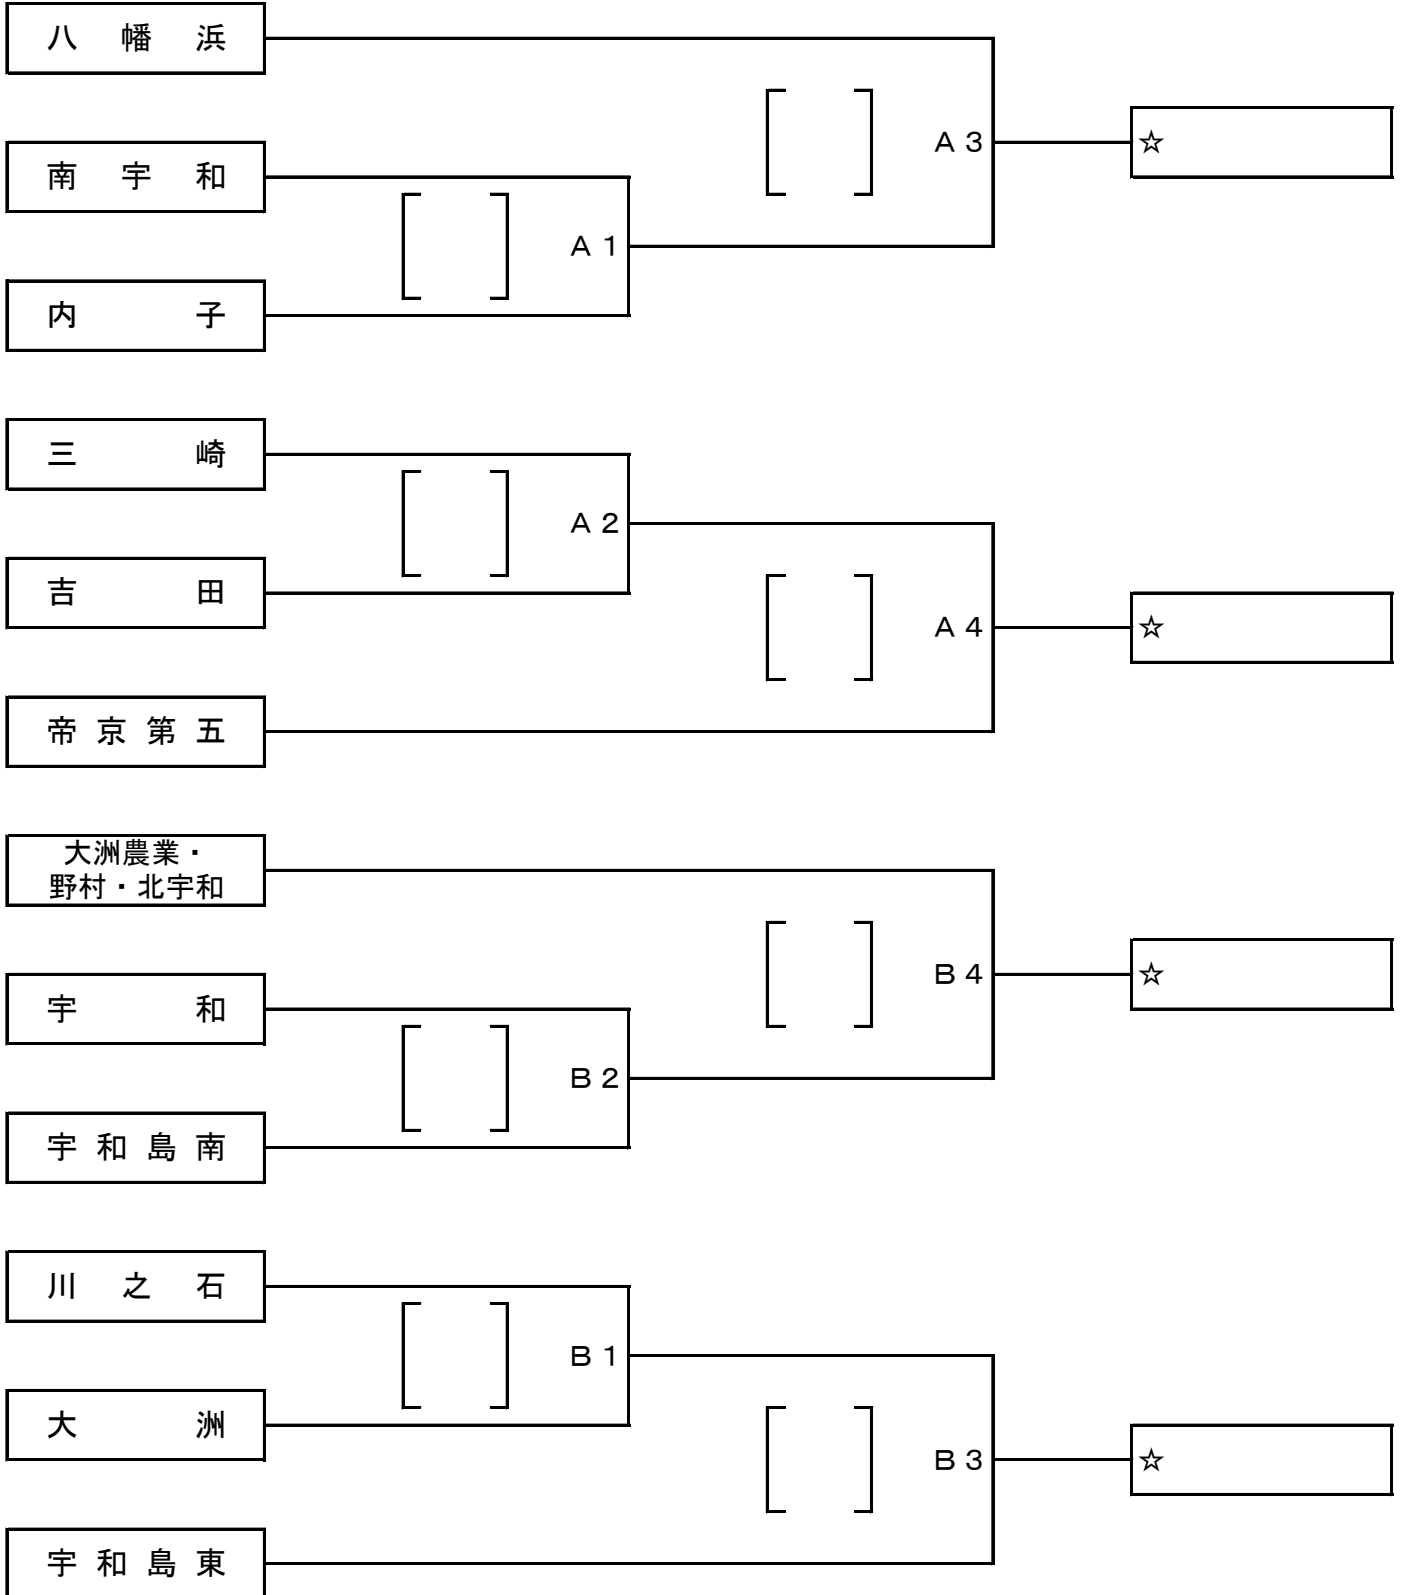 八幡浜
A3
☆
南宇和
A1
内子
三崎
A2
吉田
A4
☆
帝京第五
大洲農業・
野村・北宇和
B4
☆
宇和
B2
宇和島南
川之石
B1
大洲
B3
☆
宇和島東